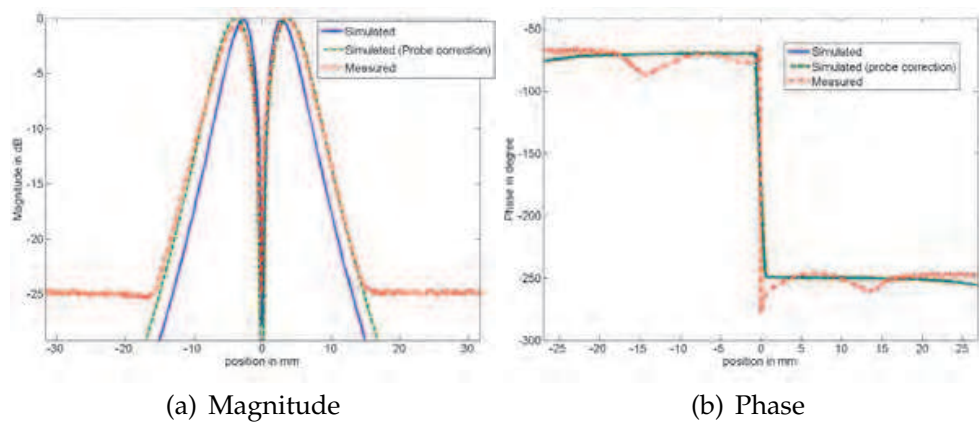 0
-5
-10
-15
-20
-25
Magnitude in dB
-30 -20 -10 0 10 20 30
position in mm
Simulated
Simulated (Probe correction)
Measured
(a) Magnitude
-50
-100
-150
-200
-250
-300
Phase in degree
-25 -20 -15 -10 -5 0 5 10 15 20 25
position in mm
Simulated
Simulated (probe correction)
Measured
(b) Phase